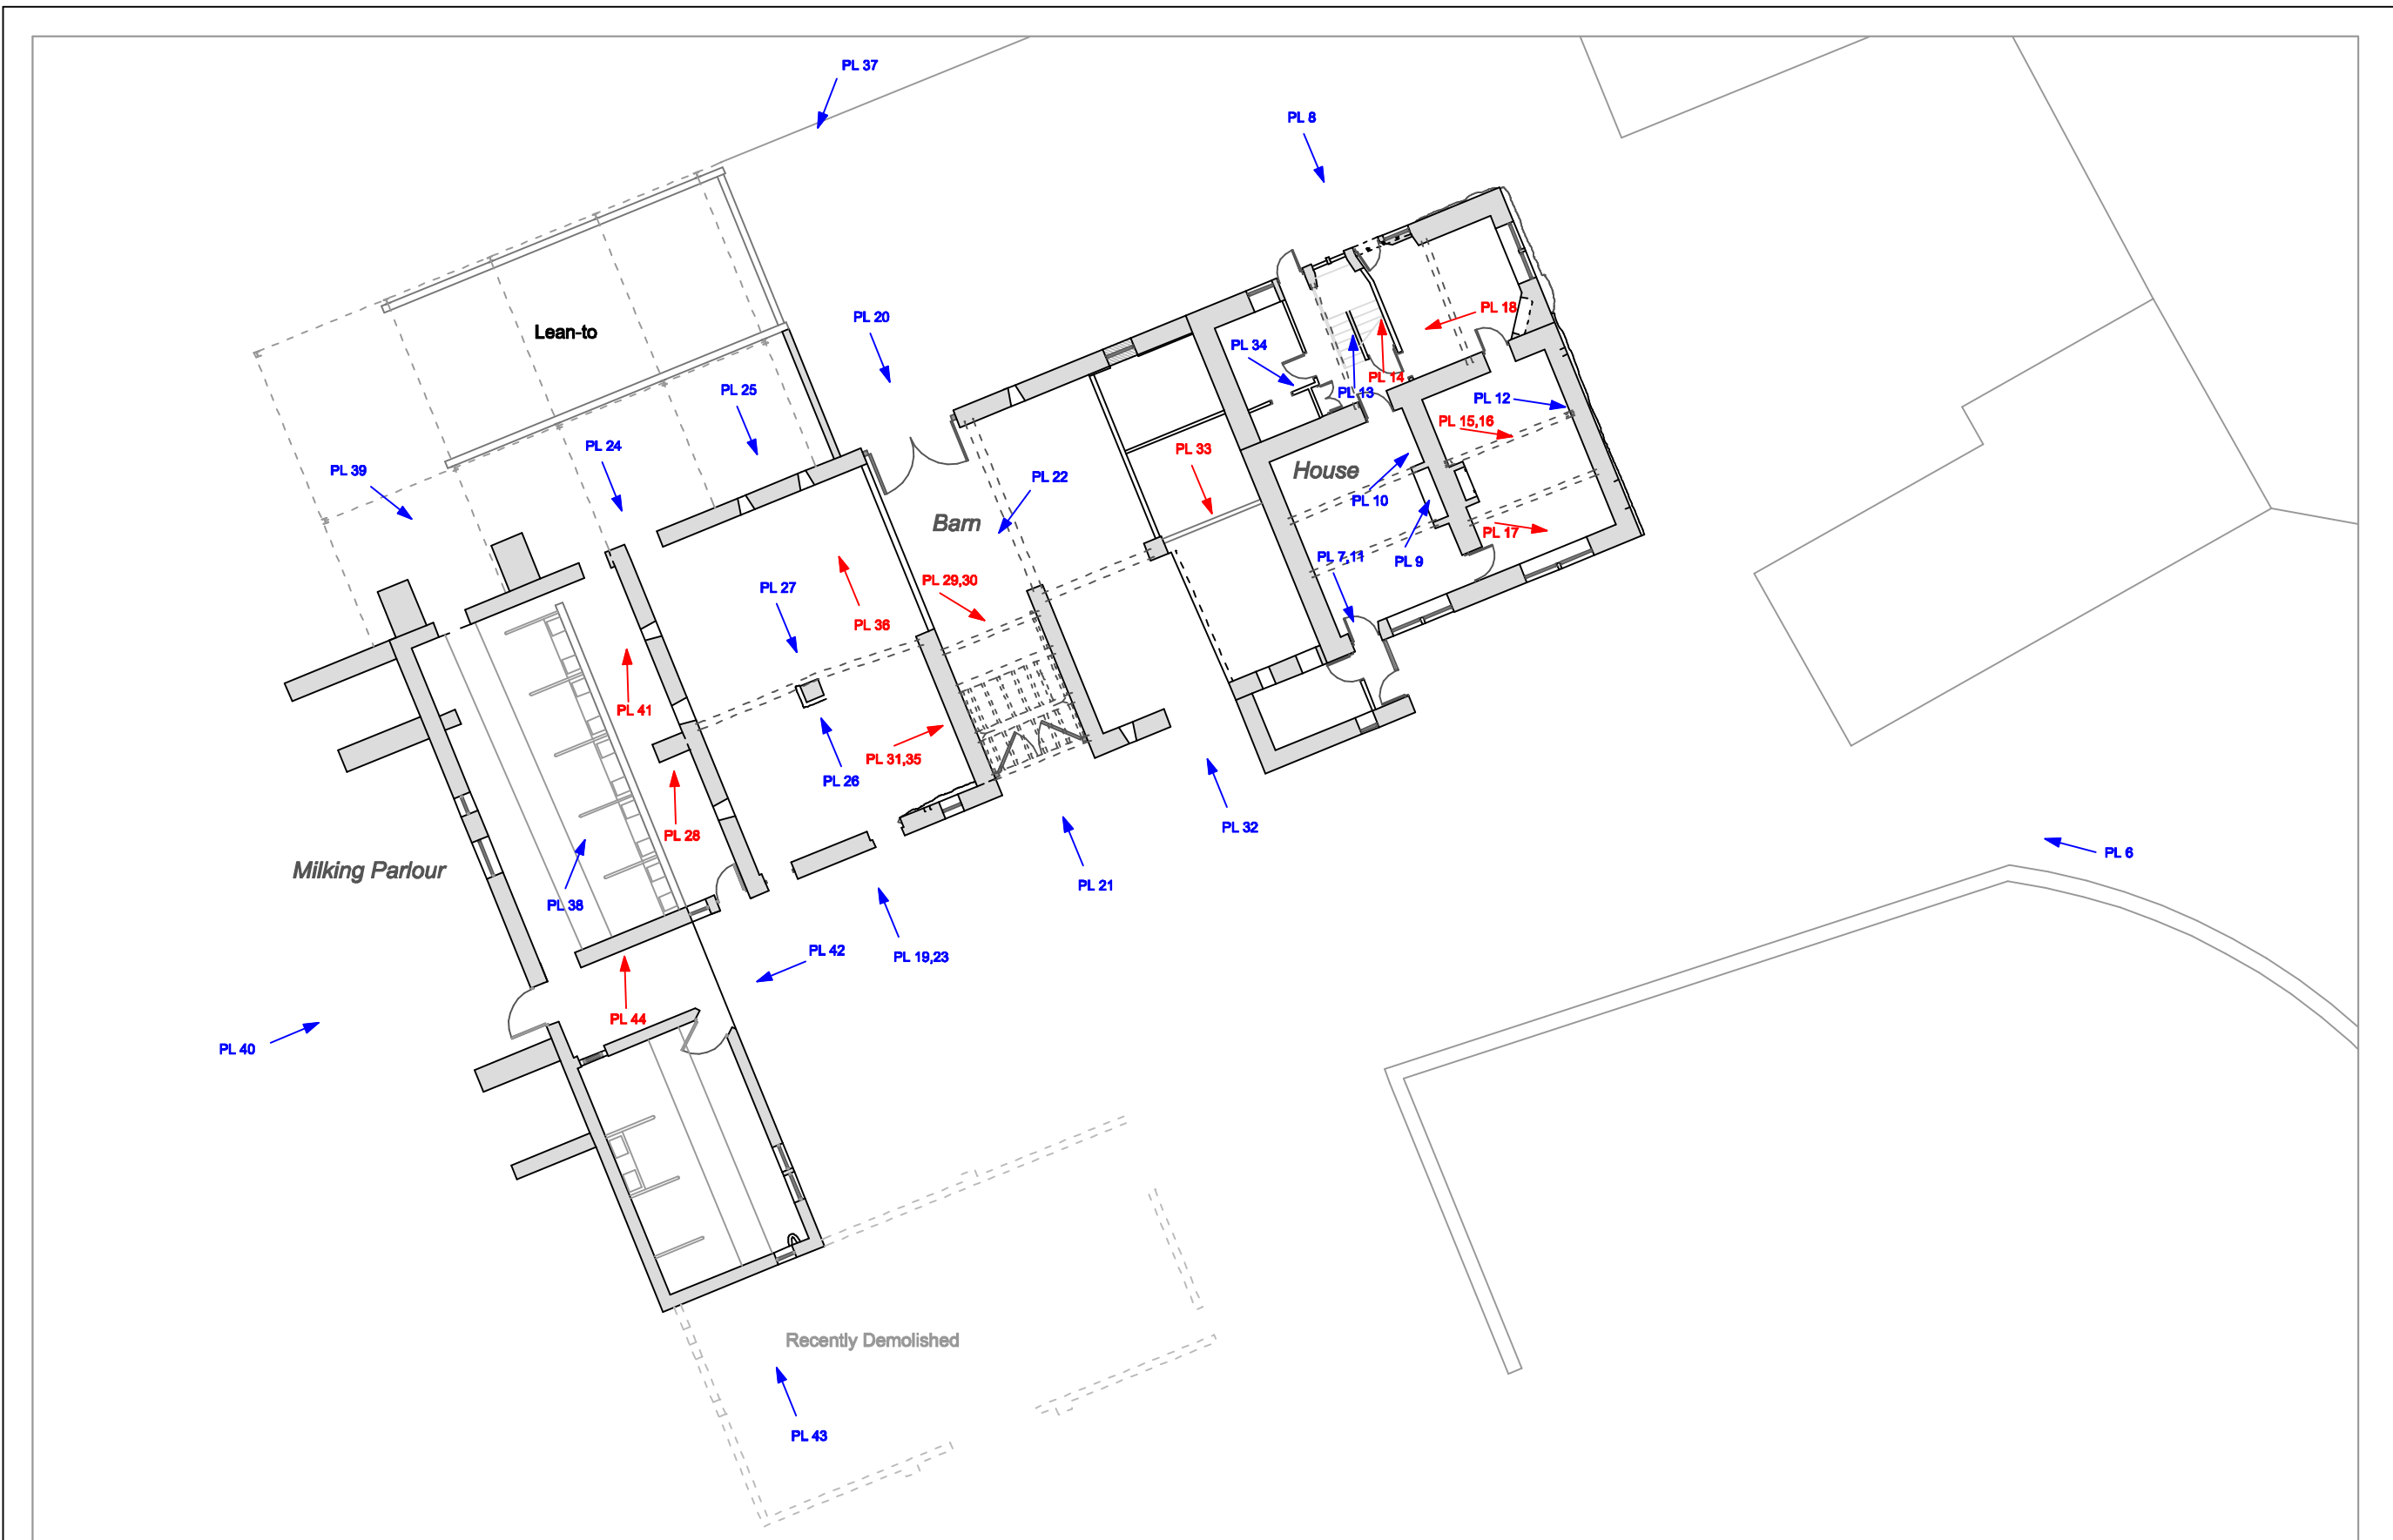 PL 37
PL 8
PL 18
PL 20
Lean-to
PL 34
PL 14
PL 25
PL 13
PL 12
PL 15,16
PL 24
PL 33
PL 39
House
PL 22
PL 10
Barn
PL 17
PL 7,11
PL 9
PL 29,30
PL 27
PL 36
PL 41
PL 31,35
PL 26
PL 32
PL 28
PL 6
Milking Parlour
PL 21
PL 38
PL 42
PL 19,23
PL 44
PL 40
Recently Demolished
PL 43